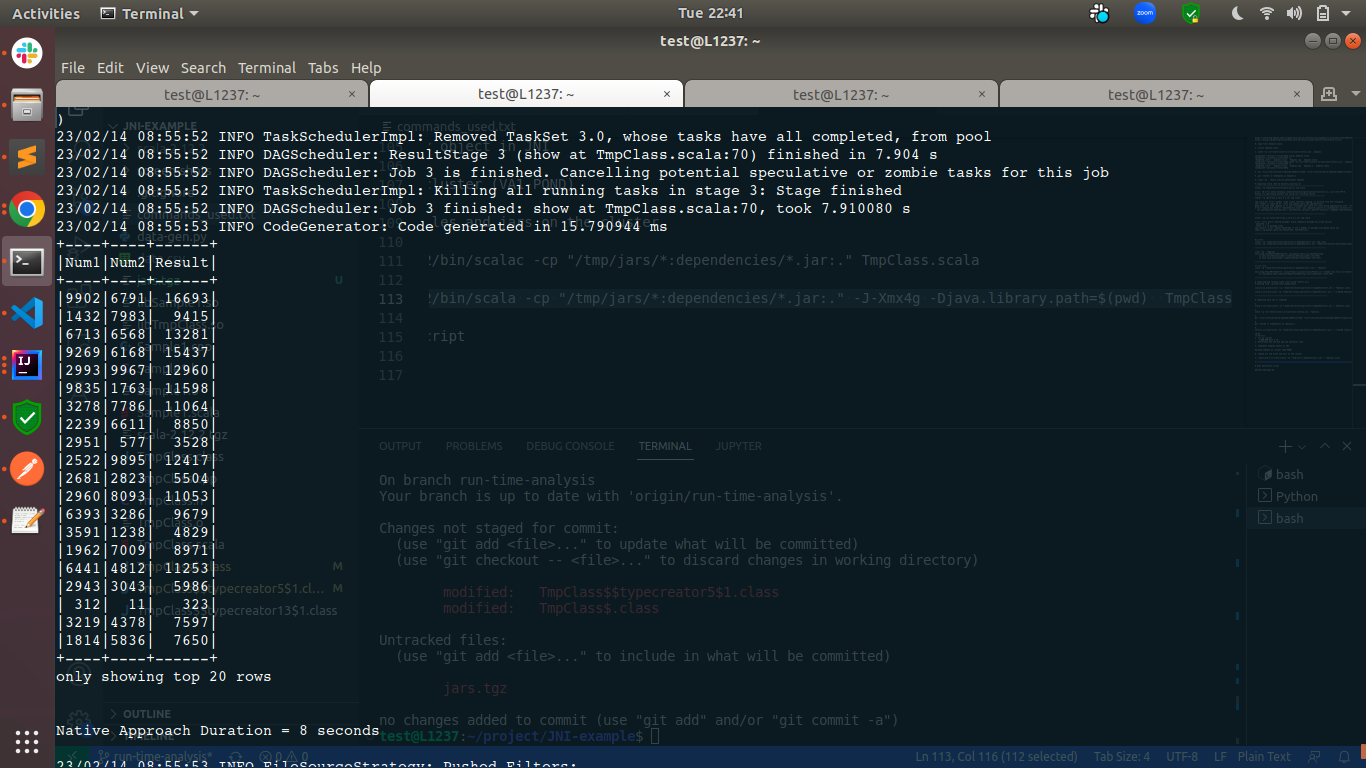 Activities
Terminal
Tue 22:41
zoom
test@L1237: ~
File Edit View Search Terminal Tabs Help
test@L1237: ~ ×
test@L1237: ~ ×
test@L1237: ~ ×
test@L1237: ~ ×
)
JNI-EXAMPLE
commands_used.txt
23/02/14 08:55:52 INFO TaskSchedulerImpl: Removed TaskSet 3.0, whose tasks have all completed, from pool
object in JNI
23/02/14 08:55:52 INFO DAGScheduler: ResultStage 3 (show at TmpClass.scala:70) finished in 7.904 s
23/02/14 08:55:52 INFO DAGScheduler: Job 3 is finished. Cancelling potential speculative or zombie tasks for this job
23/02/14 08:55:52 INFO TaskSchedulerImpl: Killing all running tasks in stage 3: Stage finished
23/02/14 08:55:52 INFO DAGScheduler: Job 3 finished: show at TmpClass.scala:70, took 7.910080 s
commands_used.txt
23/02/14 08:55:53 INFO CodeGenerator: Code generated in 15.790944 ms
data-gen.py
+----+----+------+
|Num1|Num2|Result|
+----+----+------+
|9902|6791| 16693|
|1432|7983|  9415|
|6713|6568| 13281|
|9269|6168| 15437|
|2993|9967| 12960|
|9835|1763| 11598|
|3278|7786| 11064|
|2239|6611|  8850|
|2951| 577|  3528|
|2522|9895| 12417|
|2681|2823|  5504|
|2960|8093| 11053|
|6393|3286|  9679|
|3591|1238|  4829|
|1962|7009|  8971|
|6441|4812| 11253|
|2943|3043|  5986|
| 312|  11|   323|
|3219|4378|  7597|
|1814|5836|  7650|
+----+----+------+
only showing top 20 rows
Native Approach Duration = 8 seconds
23/02/14 08:55:53 INFO FileSourceStrategy: Pushed Filters:
U
M
M
110
111 2/bin/scalac -cp "/tmp/jars/*:dependencies/*.jar:." TmpClass.scala
112
113 2/bin/scala -cp "/tmp/jars/*:dependencies/*.jar:." -J-Xmx4g -Djava.library.path=$(pwd) TmpClass
114
115 cript
116
117
OUTPUT PROBLEMS DEBUG CONSOLE TERMINAL JUPYTER
On branch run-time-analysis
Your branch is up to date with 'origin/run-time-analysis'.
Changes not staged for commit:
(use "git add <file>..." to update what will be committed)
(use "git checkout -- <file>..." to discard changes in working directory)
modified: TmpClass$$typecreator5$1.class
modified: TmpClass$.class
Untracked files:
(use "git add <file>..." to include in what will be committed)
jars.tgz
no changes added to commit (use "git add" and/or "git commit -a")
test@L1237:~/project/JNI-example$
bash
Python
bash
OUTLINE
run-time-analysis*
Ln 113, Col 116 (112 selected) Tab Size: 4 UTF-8 LF Plain Text